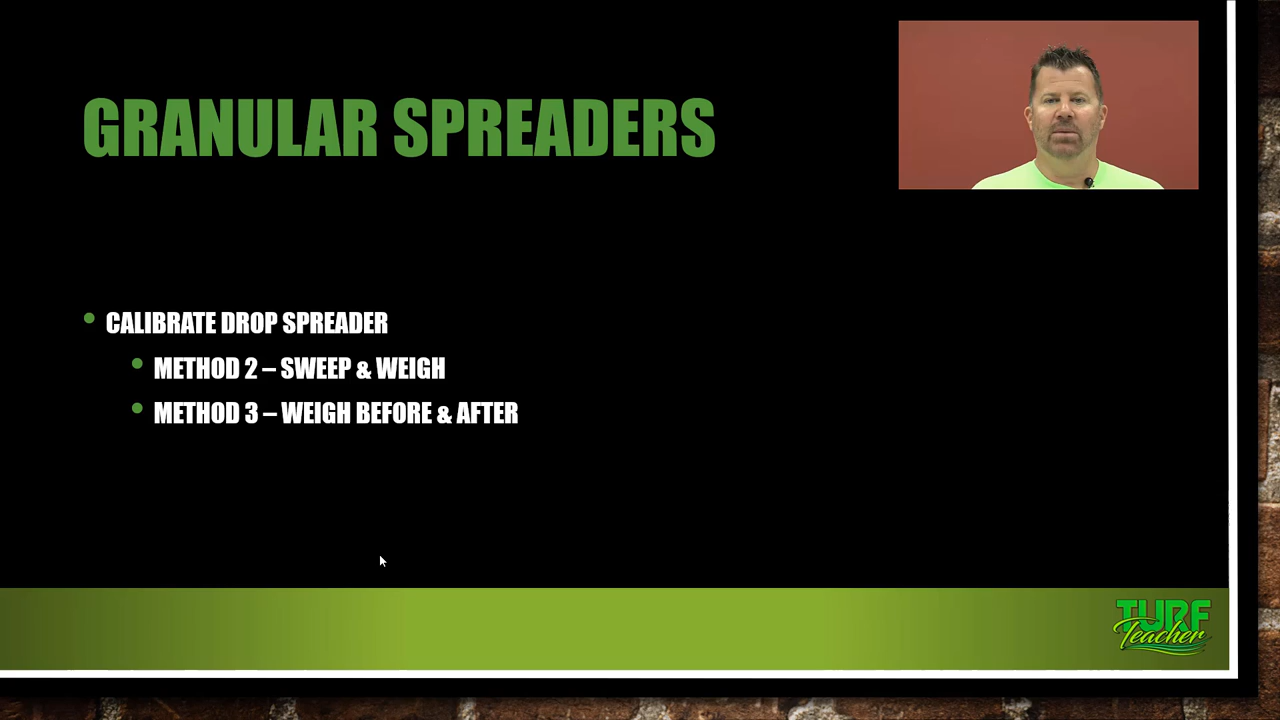 GRANULAR SPREADERS
CALIBRATE DROP SPREADER
METHOD 2 – SWEEP & WEIGH
METHOD 3 – WEIGH BEFORE & AFTER
TURF
Teacher